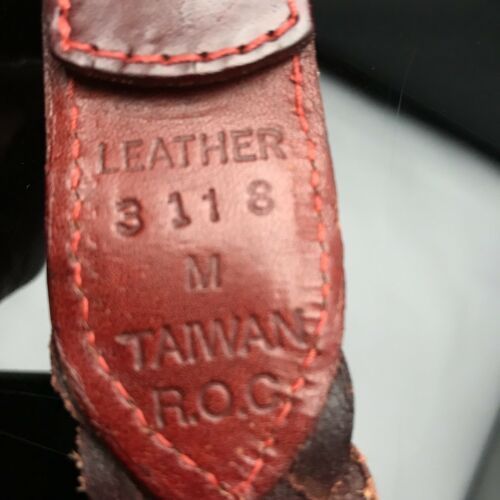 LEATHER
3118
M
TAIWAN
R.O.C.